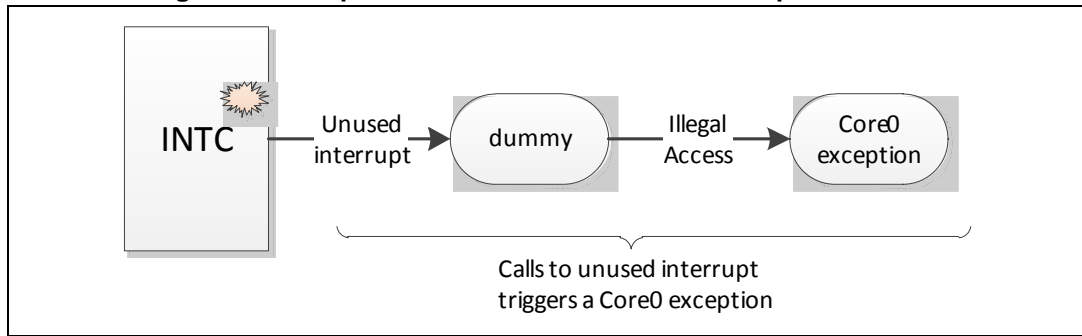 INTC
Unused
interrupt
dummy
Illegal
Access
Core0
exception
Calls to unused interrupt
triggers a Core0 exception